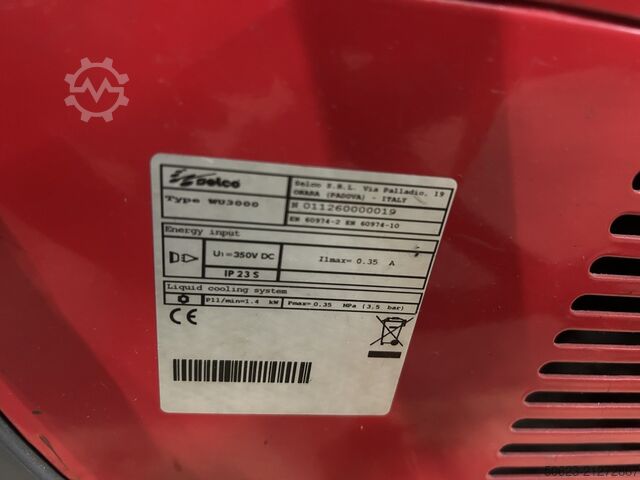 Selco
Selco S.R.L. Via Palladio, 19
ONARA (PADOVA) - ITALY
Type WU3000
N 011260000019
EN 60974-2 EN 60974-10
Energy input
U1=350V DC
I1max= 0.35 A
IP 23 S
Liquid cooling system
P1l/min=1.4 kW
Pmax= 0.35 MPa (3,5 bar)
CE